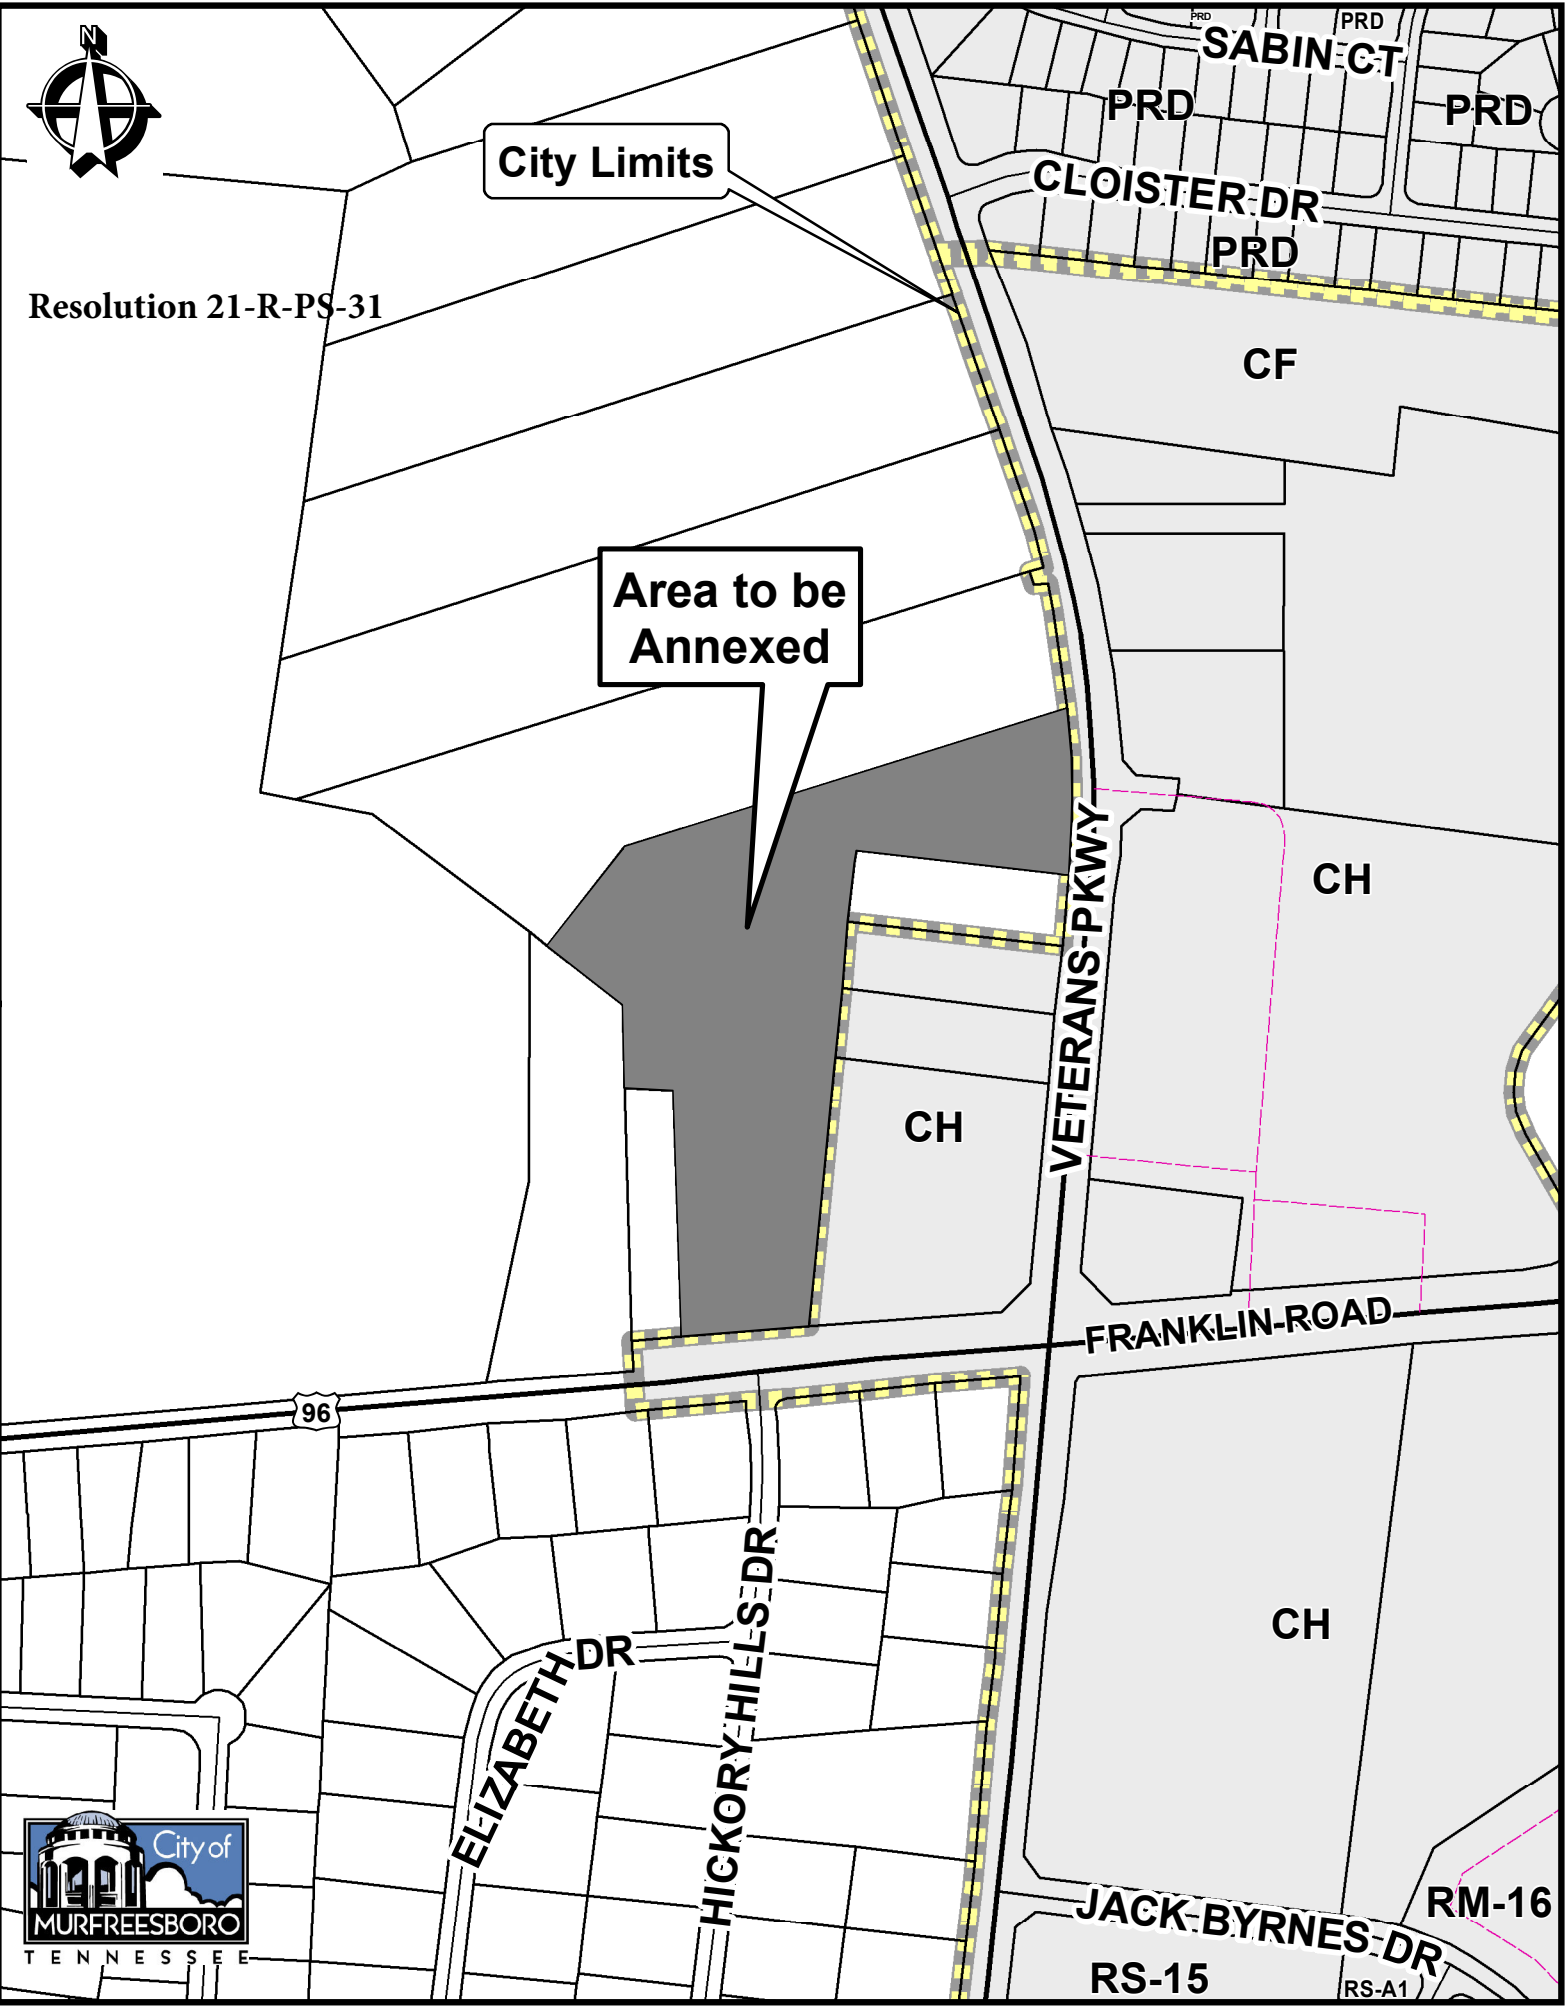 N
PRD
PRD
SABIN CT
PRD
PRD
City Limits
CLOISTER DR
PRD
Resolution 21-R-PS-31
CF
Area to be
Annexed
CH
VETERANS PKWY
CH
FRANKLIN ROAD
96
CH
ELIZABETH DR
HICKORY HILLS DR
City of
MURFREESBORO
TENNESSEE
RM-16
JACK BYRNES DR
RS-15
RS-A1